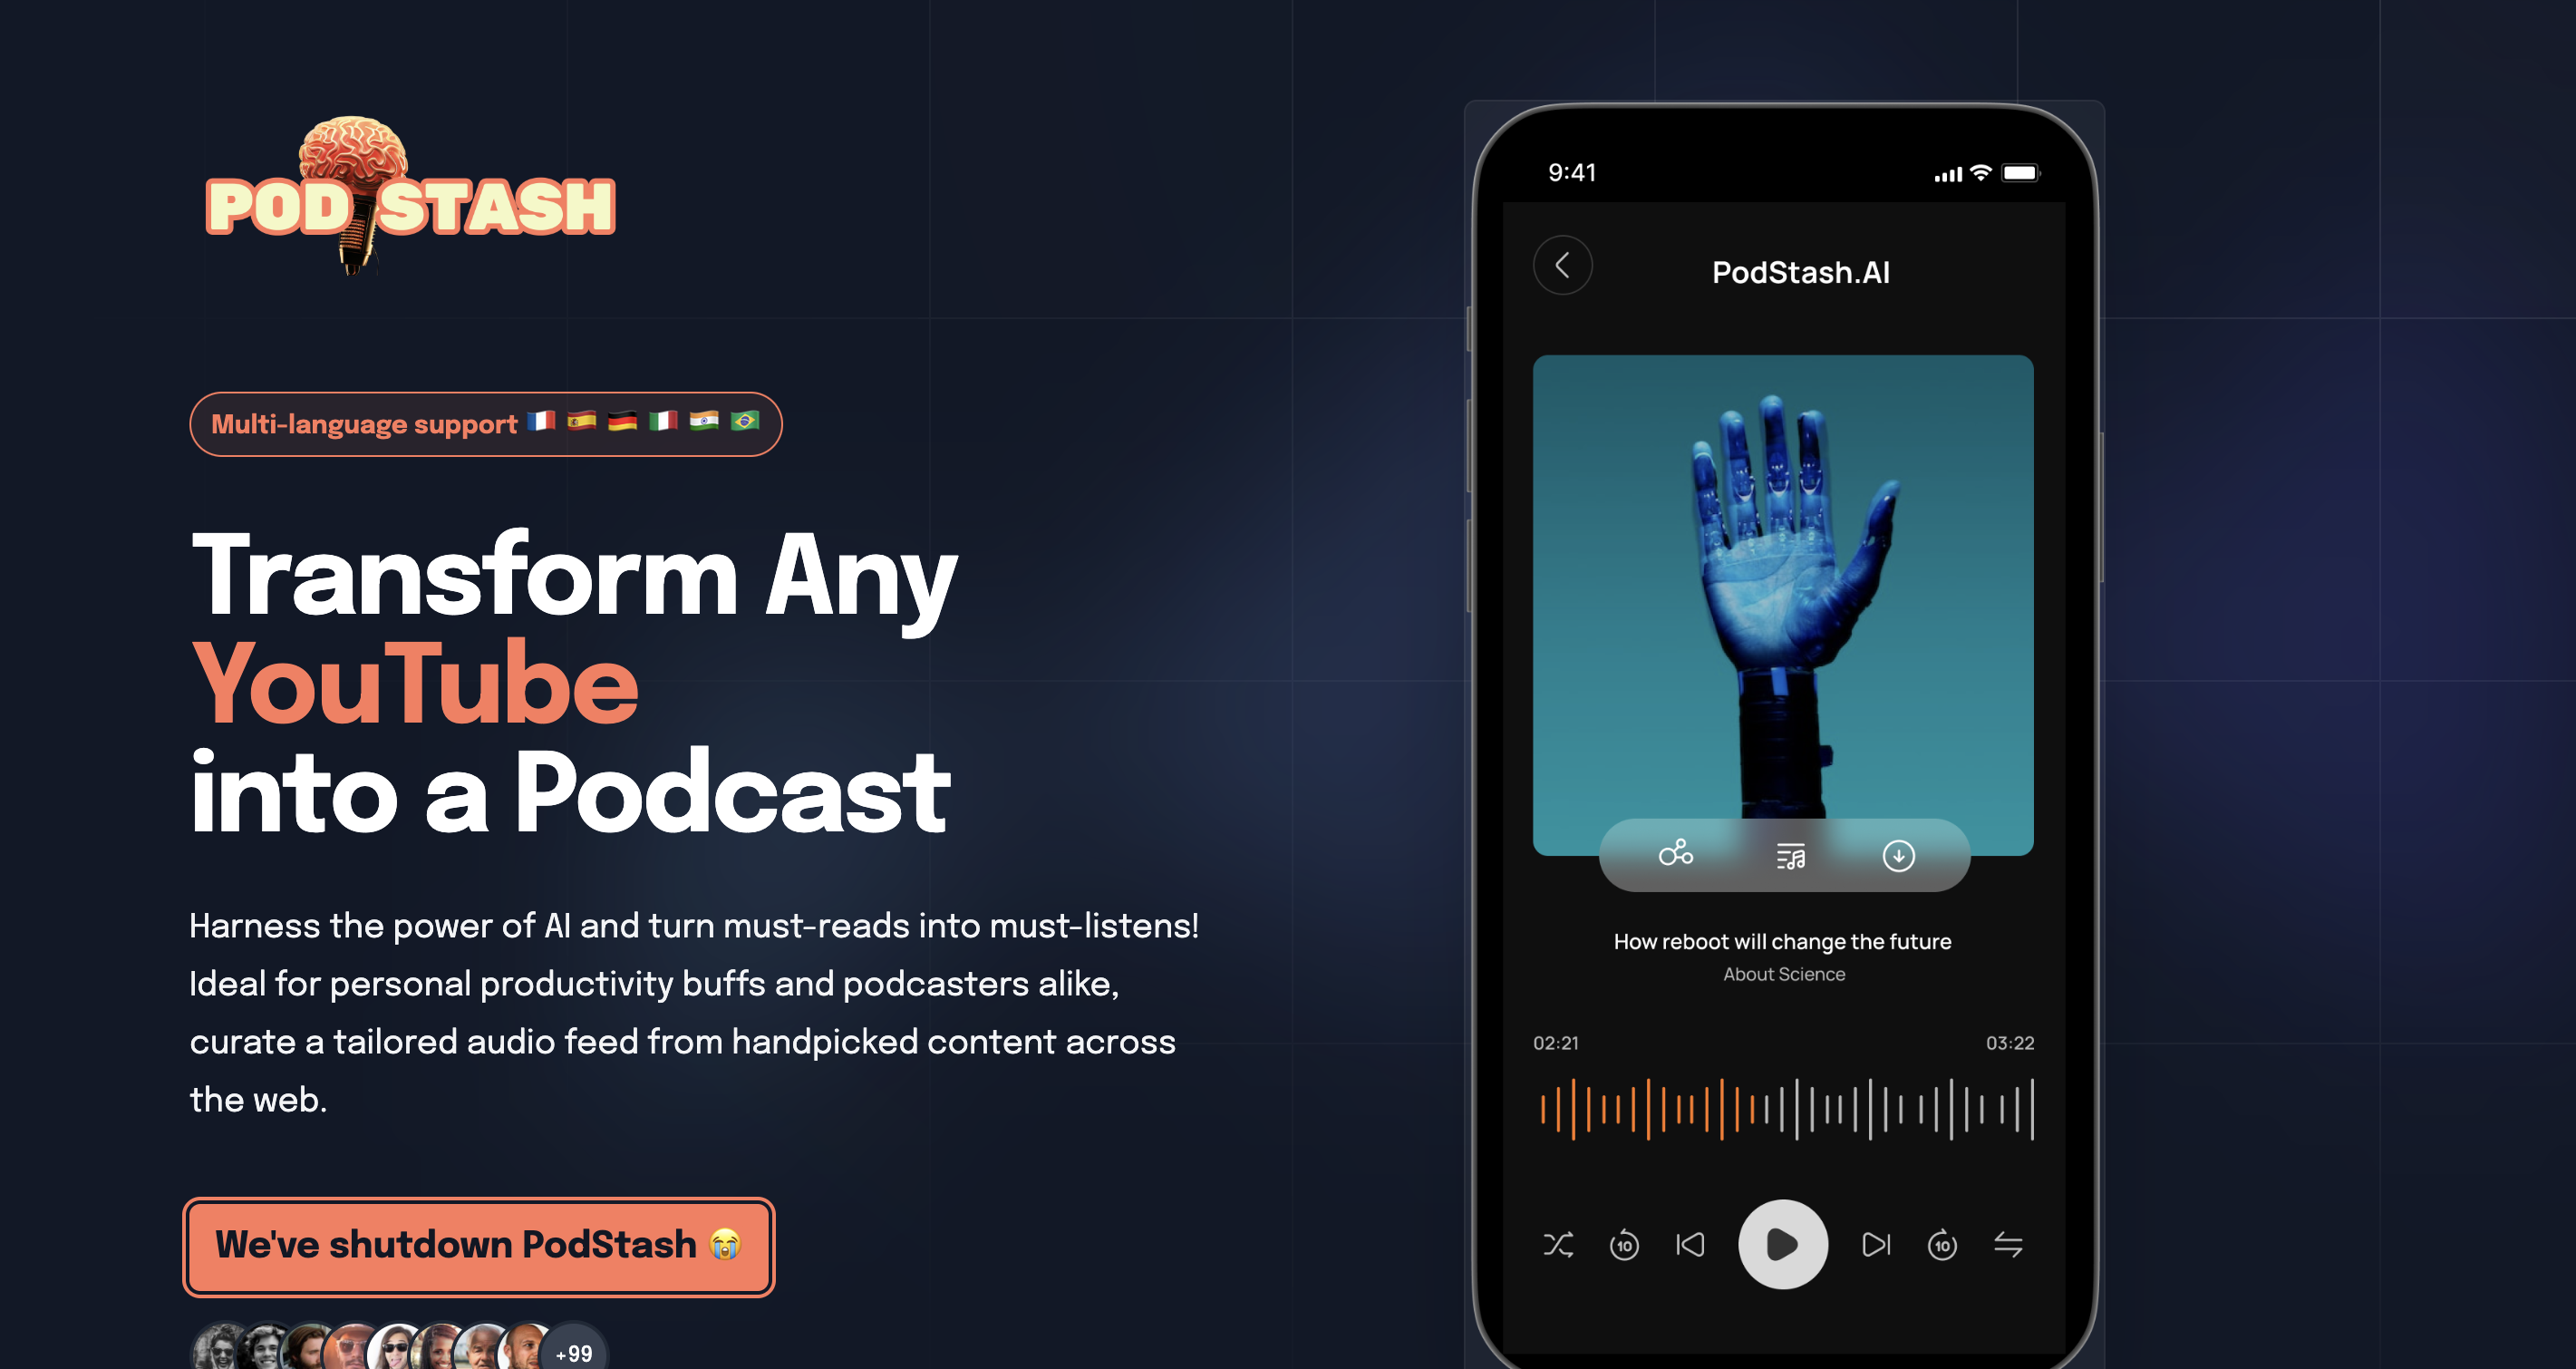 POD STASH
Multi-language support
Transform Any
YouTube
into a Podcast
Harness the power of AI and turn must-reads into must-listens!
Ideal for personal productivity buffs and podcasters alike,
curate a tailored audio feed from handpicked content across
the web.
We've shutdown PodStash 😭
+99
9:41
PodStash.AI
How reboot will change the future
About Science
02:21 03:22
10 10